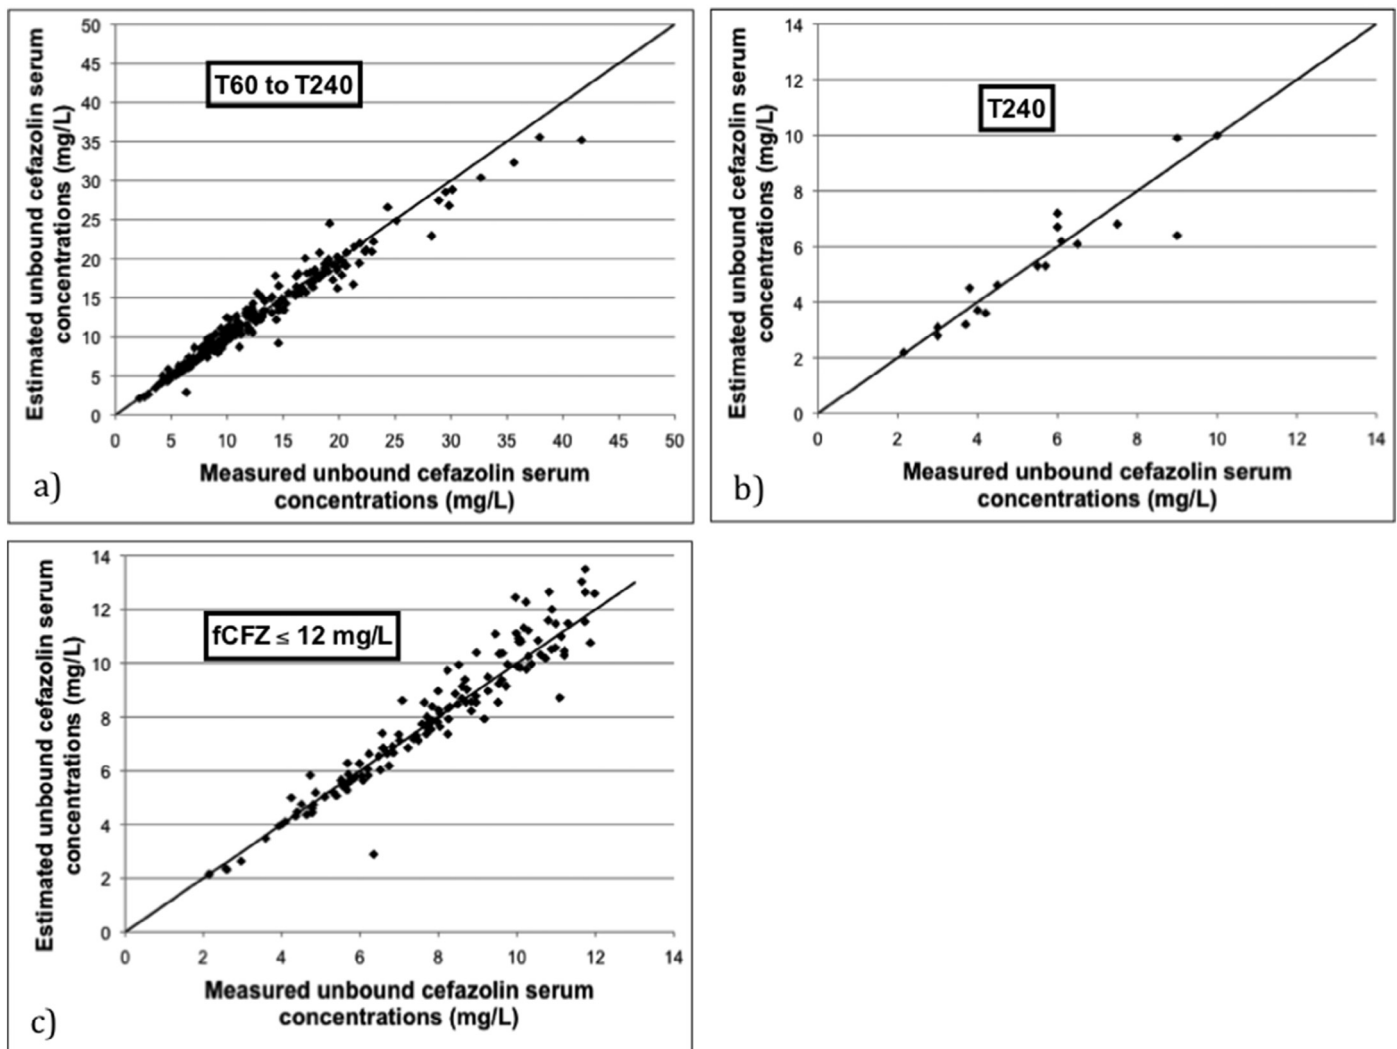 Estimated unbound cefazolin serum
concentrations (mg/L)
50
45
40
35
30
25
20
15
10
5
0
T60 to T240
0 5 10 15 20 25 30 35 40 45 50
Measured unbound cefazolin serum
concentrations (mg/L)
a)
Estimated unbound cefazolin serum
concentrations (mg/L)
14
12
10
8
6
4
2
0
T240
0 2 4 6 8 10 12 14
Measured unbound cefazolin serum
concentrations (mg/L)
b)
Estimated unbound cefazolin serum
concentrations (mg/L)
14
12
10
8
6
4
2
0
fCFZ ≤ 12 mg/L
0 2 4 6 8 10 12 14
Measured unbound cefazolin serum
concentrations (mg/L)
c)